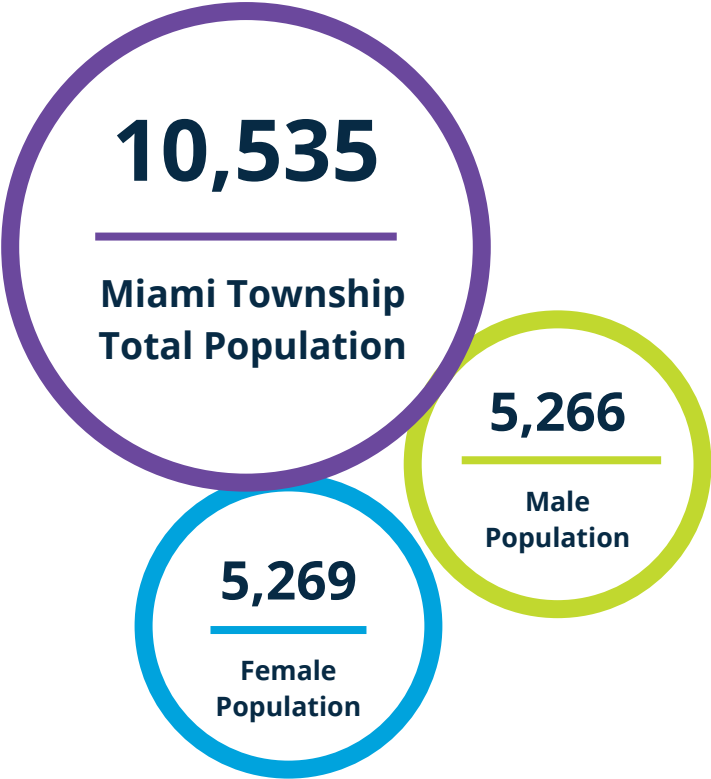 10,535
Miami Township
Total Population
5,266
Male
Population
5,269
Female
Population